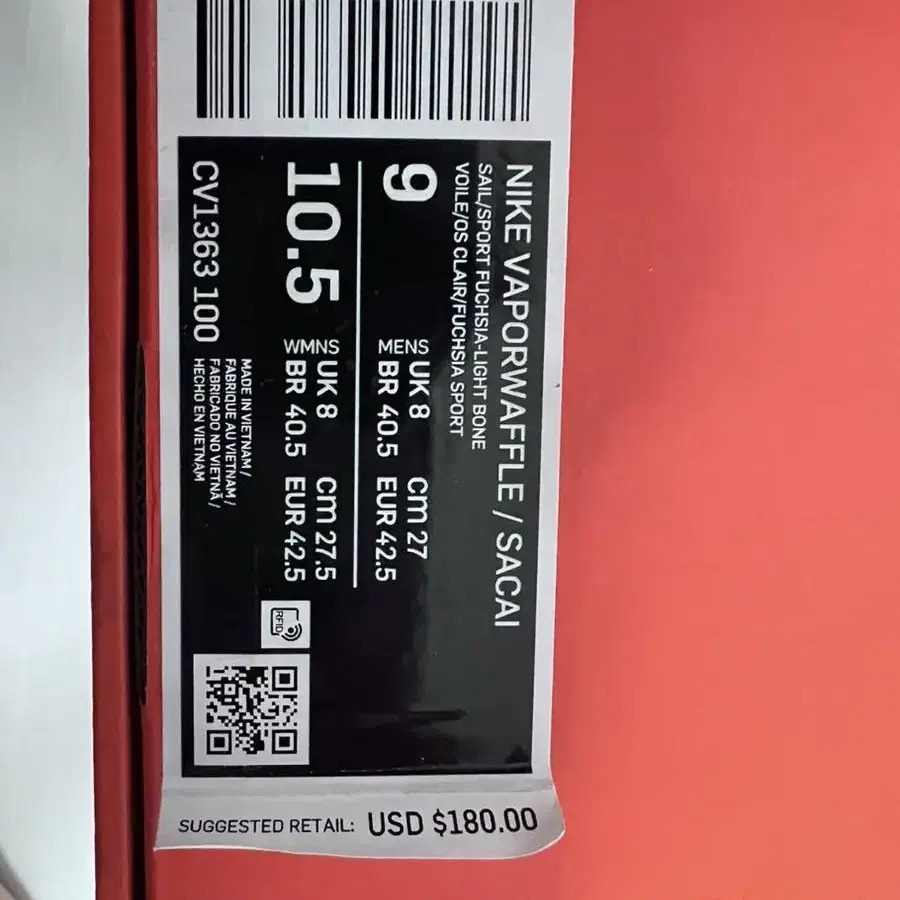 NIKE VAPORWAFFLE / SACAI
SAIL/SPORT FUCHSIA-LIGHT BONE
VOILE/OS CLAIR/FUCHSIA SPORT
9
MENS
UK 8 cm 27
BR 40.5 EUR 42.5
10.5
WMNS
UK 8 cm 27.5
BR 40.5 EUR 42.5
CV1363 100
MADE IN VIETNAM /
FABRIQUE AU VIETNAM /
FABRICADO NO VIETNÃ /
HECHO EN VIETNAM
RFID
SUGGESTED RETAIL: USD $180.00